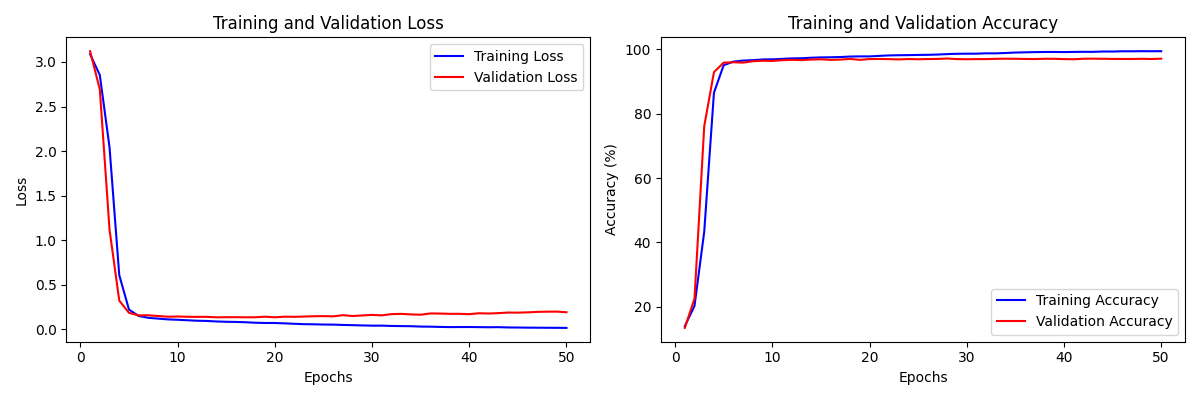 Training and Validation Loss
Training Loss
Validation Loss
Loss
3.0
2.5
2.0
1.5
1.0
0.5
0.0
0 10 20 30 40 50
Epochs
Training and Validation Accuracy
Accuracy (%)
100
80
60
40
20
Training Accuracy
Validation Accuracy
0 10 20 30 40 50
Epochs